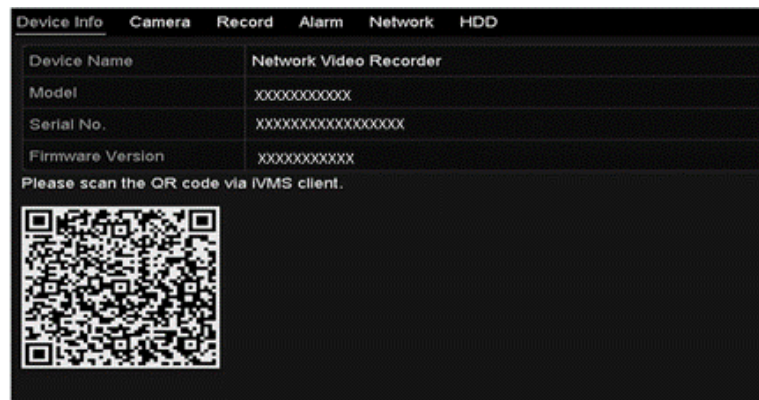 Device Info Camera Record Alarm Network HDD
Device Name Network Video Recorder
Model XXXXXXXXXXX
Serial No. XXXXXXXXXXXXXXXXX
Firmware Version XXXXXXXXXXX
Please scan the QR code via iVMS client.